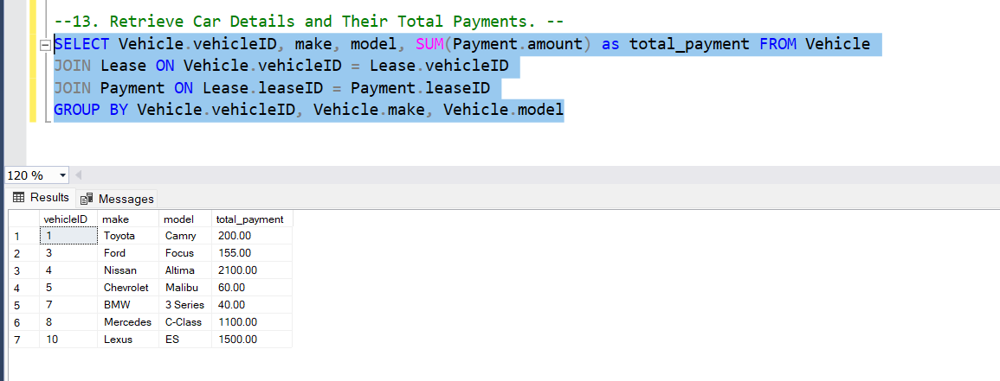 --13. Retrieve Car Details and Their Total Payments. --
SELECT Vehicle.vehicleID, make, model, SUM(Payment.amount) as total_payment FROM Vehicle
JOIN Lease ON Vehicle.vehicleID = Lease.vehicleID
JOIN Payment ON Lease.leaseID = Payment.leaseID
GROUP BY Vehicle.vehicleID, Vehicle.make, Vehicle.model
120 %
Results Messages
vehicleID make model total_payment
1 1 Toyota Camry 200.00
2 3 Ford Focus 155.00
3 4 Nissan Altima 2100.00
4 5 Chevrolet Malibu 60.00
5 7 BMW 3 Series 40.00
6 8 Mercedes C-Class 1100.00
7 10 Lexus ES 1500.00